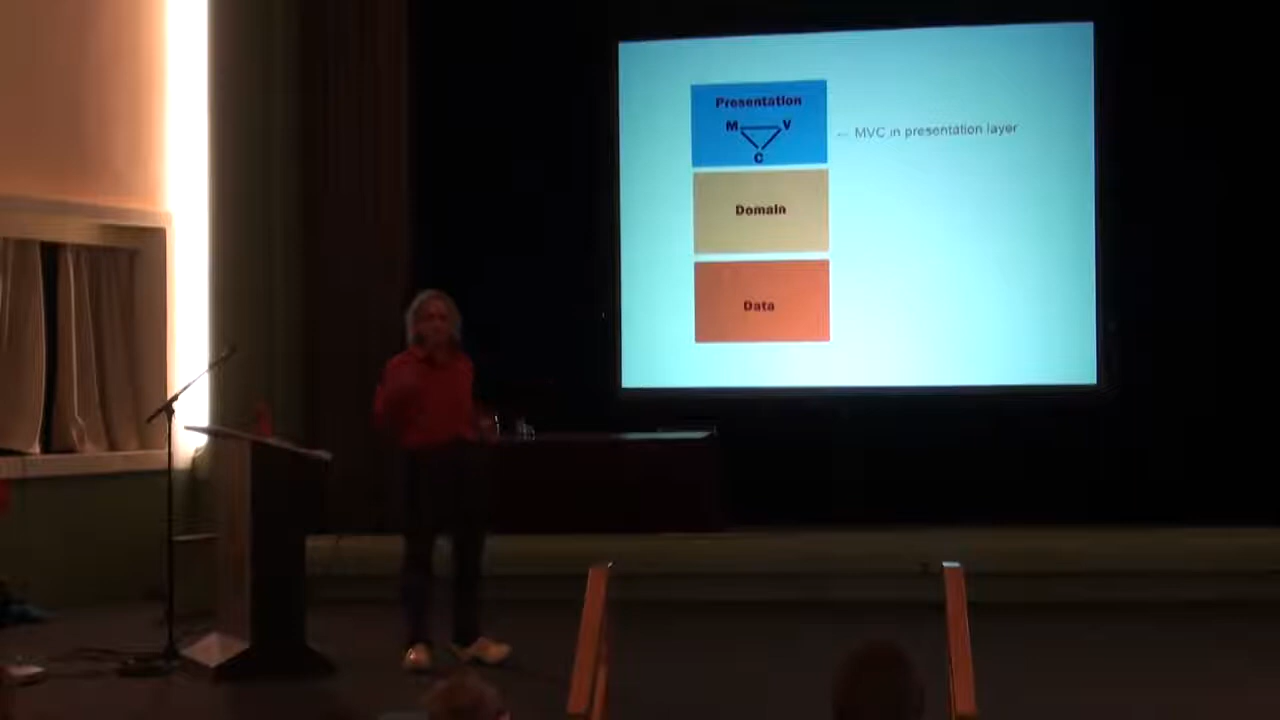 Presentation
M V
C
← MVC in presentation layer
Domain
Data